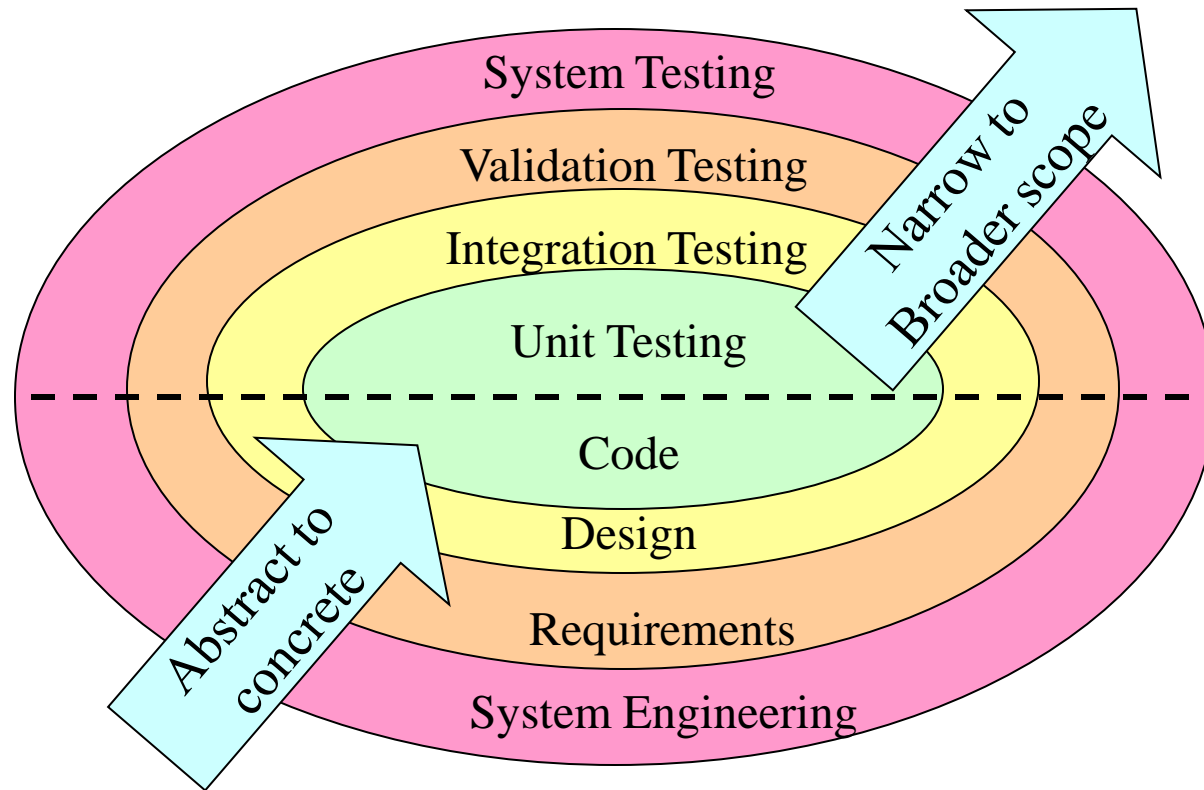 System Testing
Validation Testing
Integration Testing
Unit Testing
Narrow to
Broader scope
Code
Design
Requirements
System Engineering
Abstract to
concrete